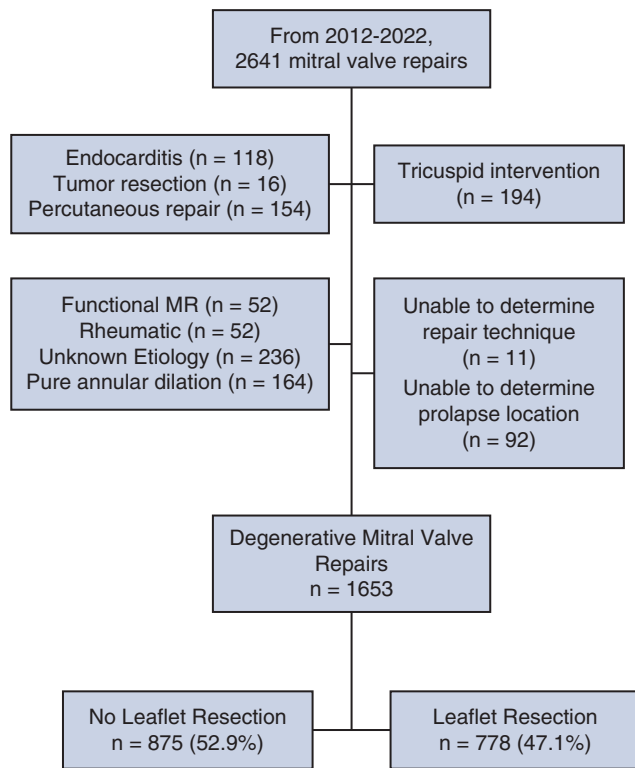 From 2012-2022,
2641 mitral valve repairs
Endocarditis (n = 118)
Tumor resection (n = 16)
Percutaneous repair (n = 154)
Tricuspid intervention
(n = 194)
Functional MR (n = 52)
Rheumatic (n = 52)
Unknown Etiology (n = 236)
Pure annular dilation (n = 164)
Unable to determine
repair technique
(n = 11)
Unable to determine
prolapse location
(n = 92)
Degenerative Mitral Valve
Repairs
n = 1653
No Leaflet Resection
n = 875 (52.9%)
Leaflet Resection
n = 778 (47.1%)